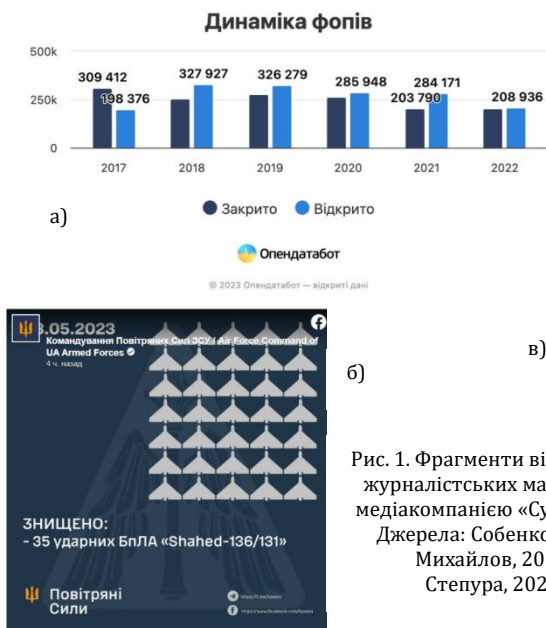 Динаміка фопів
500k
309 412
198 376
327 927
326 279
285 948
284 171
203 790
208 936
250k
0
2017 2018 2019 2020 2021 2022
а)
Закрито Відкрито
Опендатабот
© 2023 Опендатабот — відкриті дані
3.05.2023
Командування Повітряних Сил ЗСУ / Air Force Command of
UA Armed Forces
4 ч. назад
в)
б)
Рис. 1. Фрагменти ві
журналістських ма
медіакомпанією «Су
Джерела: Собенко
Михайлов, 20
Степура, 202
ЗНИЩЕНО:
- 35 ударних БпЛА «Shahed-136/131»
Повітряні
Сили